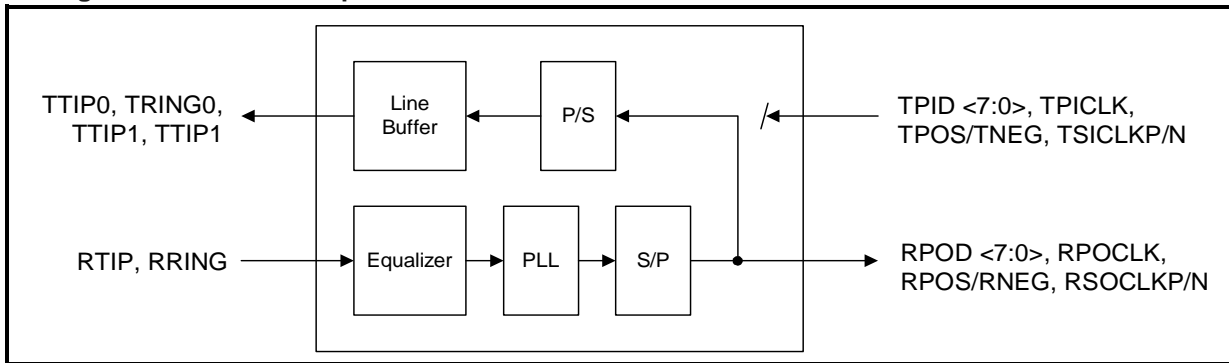 TTIP0, TRING0,
TTIP1, TTIP1
Line
Buffer
P/S
TPID <7:0>, TPICLK,
TPOS/TNEG, TSICLKP/N
RTIP, RRING
Equalizer
PLL
S/P
RPOD <7:0>, RPOCLK,
RPOS/RNEG, RSOCLKP/N